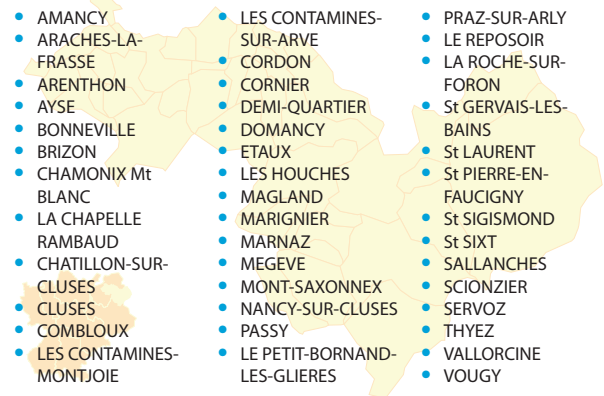 • AMANCY
• ARACHES-LA-
FRASSE
• ARENTHON
• AYSE
• BONNEVILLE
• BRIZON
• CHAMONIX Mt
BLANC
• LA CHAPELLE
RAMBAUD
• CHATILLON-SUR-
CLUSES
• CLUSES
• COMBLOUX
• LES CONTAMINES-
MONTJOIE
• LES CONTAMINES-
SUR-ARVE
• CORDON
• CORNIER
• DEMI-QUARTIER
• DOMANCY
• ETAUX
• LES HOUCHES
• MAGLAND
• MARIGNIER
• MARNAZ
• MEGEVE
• MONT-SAXONNEX
• NANCY-SUR-CLUSES
• PASSY
• LE PETIT-BORNAND-
LES-GLIERES
• PRAZ-SUR-ARLY
• LE REPOSOIR
• LA ROCHE-SUR-
FORON
• St GERVAIS-LES-
BAINS
• St LAURENT
• St PIERRE-EN-
FAUCIGNY
• St SIGISMOND
• St SIXT
• SALLANCHES
• SCIONZIER
• SERVOZ
• THYEZ
• VALLORCINE
• VOUGY